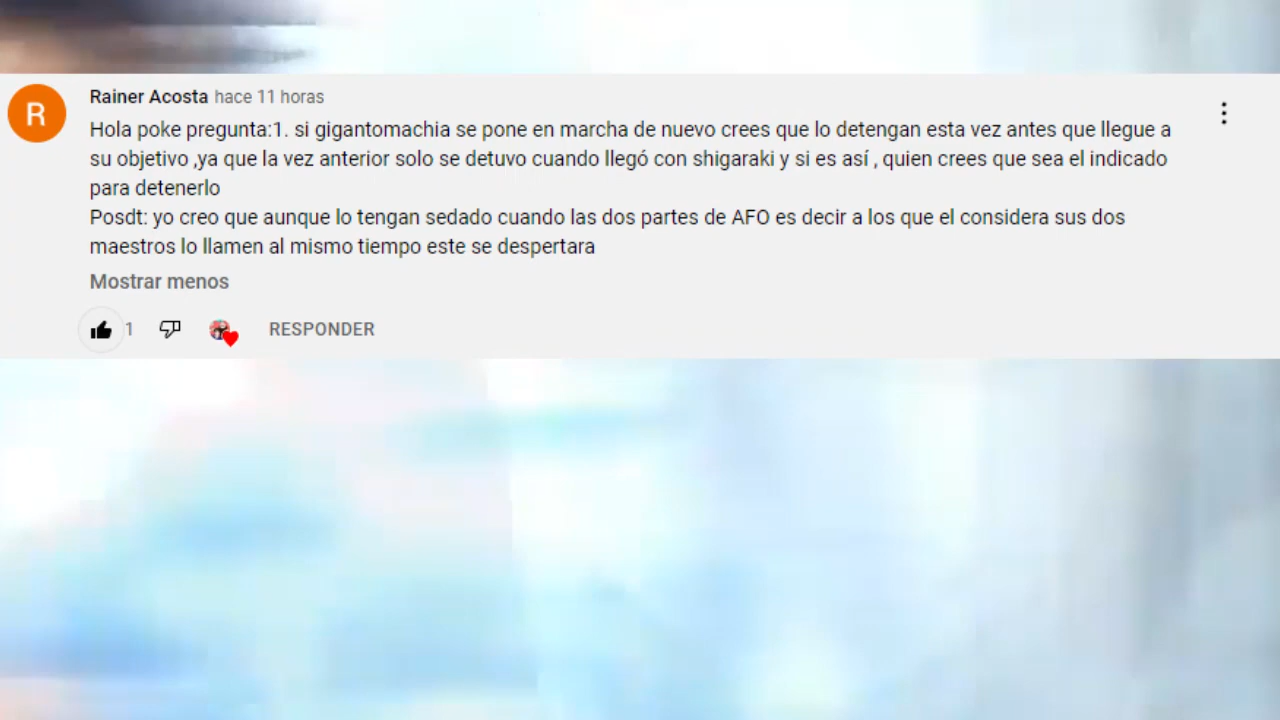 R
Rainer Acosta hace 11 horas
Hola poke pregunta:1. si gigantomachia se pone en marcha de nuevo crees que lo detengan esta vez antes que llegue a
su objetivo ,ya que la vez anterior solo se detuvo cuando llegó con shigaraki y si es así , quien crees que sea el indicado
para detenerlo
Posdt: yo creo que aunque lo tengan sedado cuando las dos partes de AFO es decir a los que el considera sus dos
maestros lo llamen al mismo tiempo este se despertara
Mostrar menos
1 RESPONDER